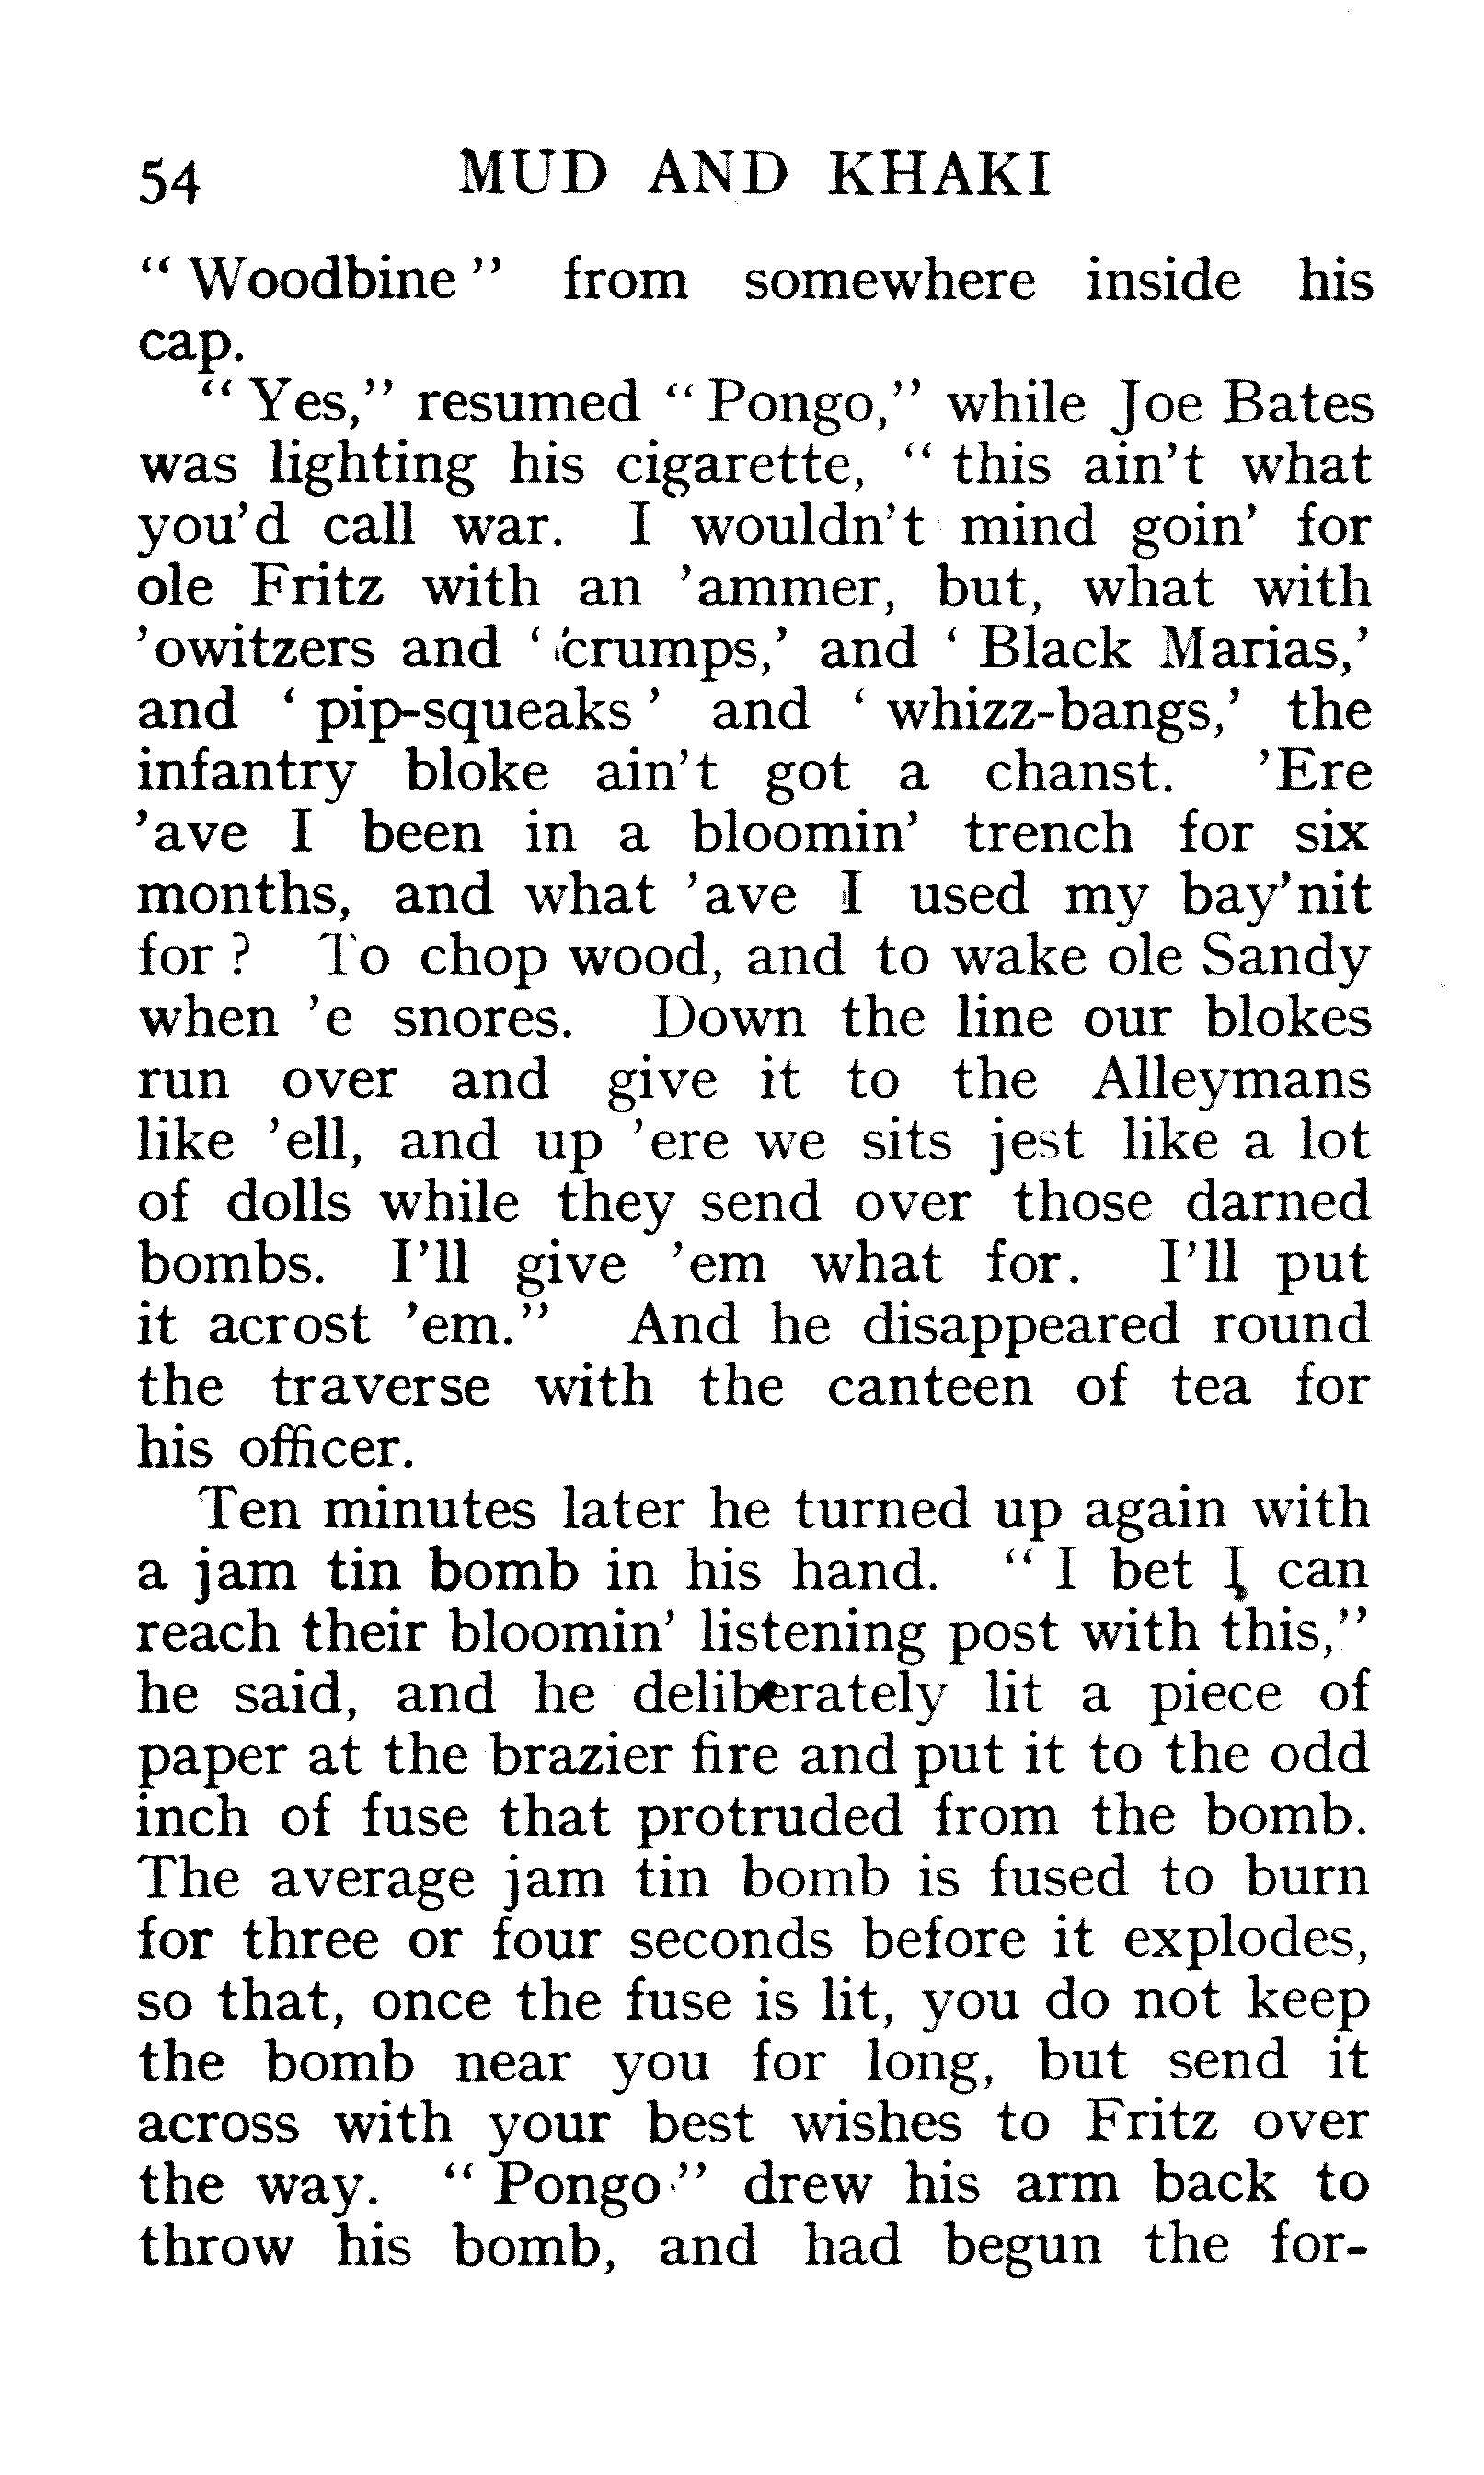 54 MUD AND KHAKI
“ Woodbine ” from somewhere inside his
cap.
“ Yes,” resumed “ Pongo,” while Joe Bates
was lighting his cigarette, “ this ain’t what
you’d call war. I wouldn’t mind goin’ for
ole Fritz with an ’ammer, but, what with
’owitzers and ‘ crumps,’ and ‘ Black Marias,’
and ‘ pip-squeaks ’ and ‘ whizz-bangs,’ the
infantry bloke ain’t got a chanst. ’Ere
’ave I been in a bloomin’ trench for six
months, and what ’ave I used my bay’nit
for ? To chop wood, and to wake ole Sandy
when ’e snores. Down the line our blokes
run over and give it to the Alleymans
like ’ell, and up ’ere we sits jest like a lot
of dolls while they send over those darned
bombs. I’ll give ’em what for. I’ll put
it acrost ’em.” And he disappeared round
the traverse with the canteen of tea for
his officer.
Ten minutes later he turned up again with
a jam tin bomb in his hand. “ I bet I can
reach their bloomin’ listening post with this,”
he said, and he deliberately lit a piece of
paper at the brazier fire and put it to the odd
inch of fuse that protruded from the bomb.
The average jam tin bomb is fused to burn
for three or four seconds before it explodes,
so that, once the fuse is lit, you do not keep
the bomb near you for long, but send it
across with your best wishes to Fritz over
the way. “ Pongo ” drew his arm back to
throw his bomb, and had begun the for-